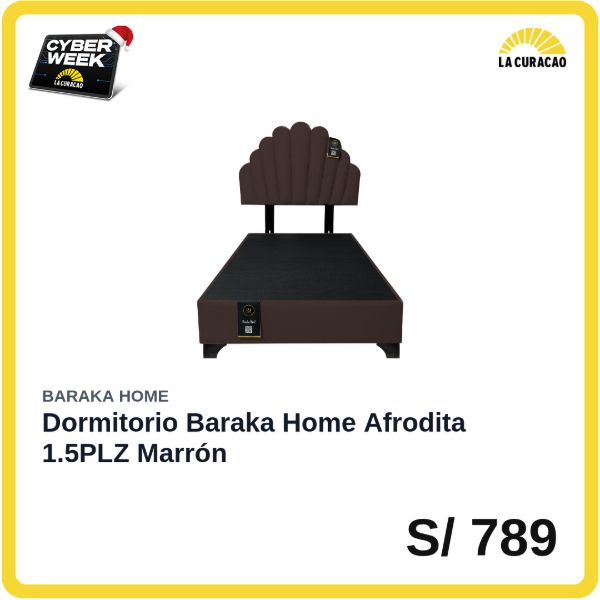 CYBER
WEEK
LA CURACAO
LA CURACAO
BARAKA HOME
Dormitorio Baraka Home Afrodita
1.5PLZ Marrón
S/ 789